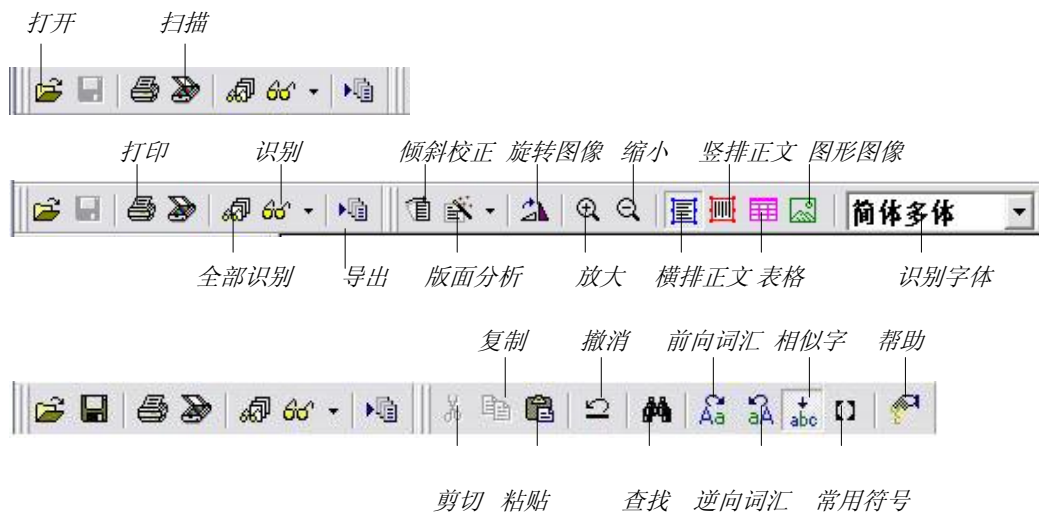 打开 扫描
打印 识别 倾斜校正 旋转图像 缩小 竖排正文 图形图像
简体多体
全部识别 导出 版面分析 放大 横排正文 表格 识别字体
复制 撤消 前向词汇 相似字 帮助
Aa aA abc
剪切 粘贴 查找 逆向词汇 常用符号